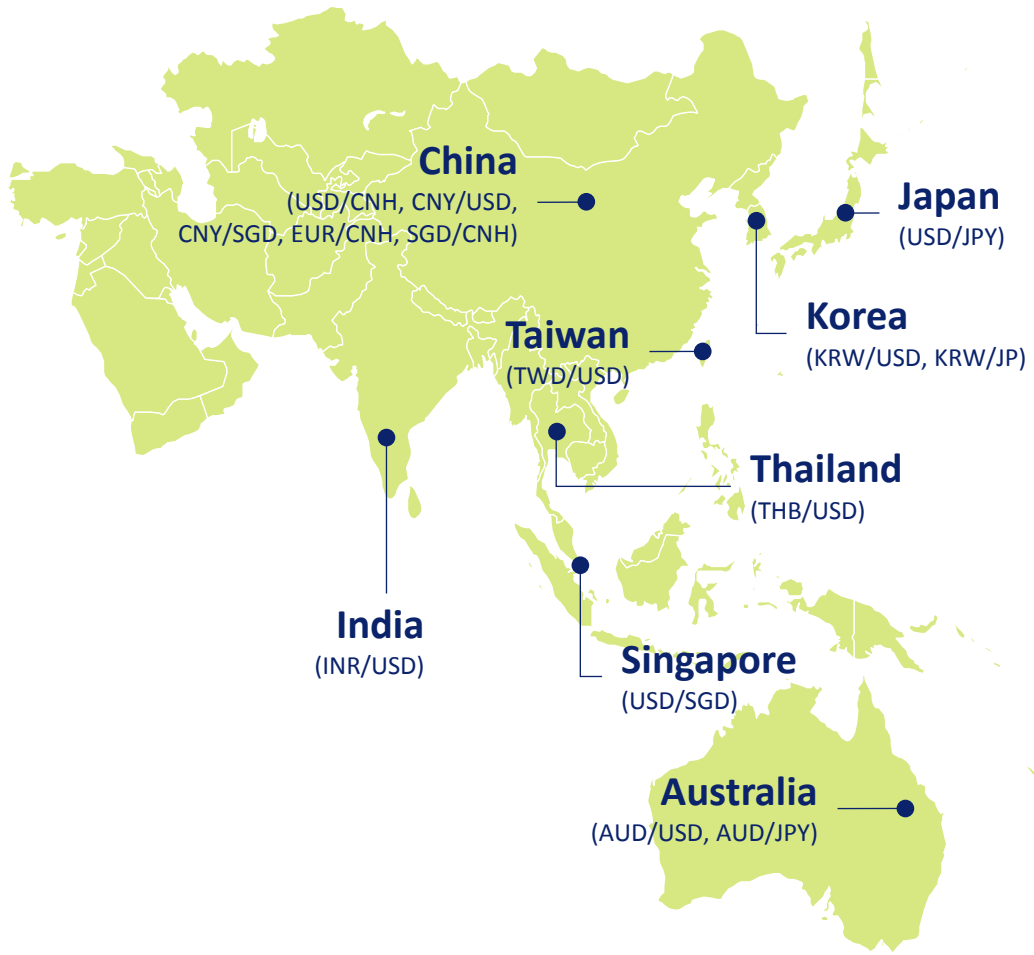 China
(USD/CNH, CNY/USD,
CNY/SGD, EUR/CNH, SGD/CNH)
Japan
(USD/JPY)
Korea
(KRW/USD, KRW/JP)
Taiwan
(TWD/USD)
Thailand
(THB/USD)
India
(INR/USD)
Singapore
(USD/SGD)
Australia
(AUD/USD, AUD/JPY)